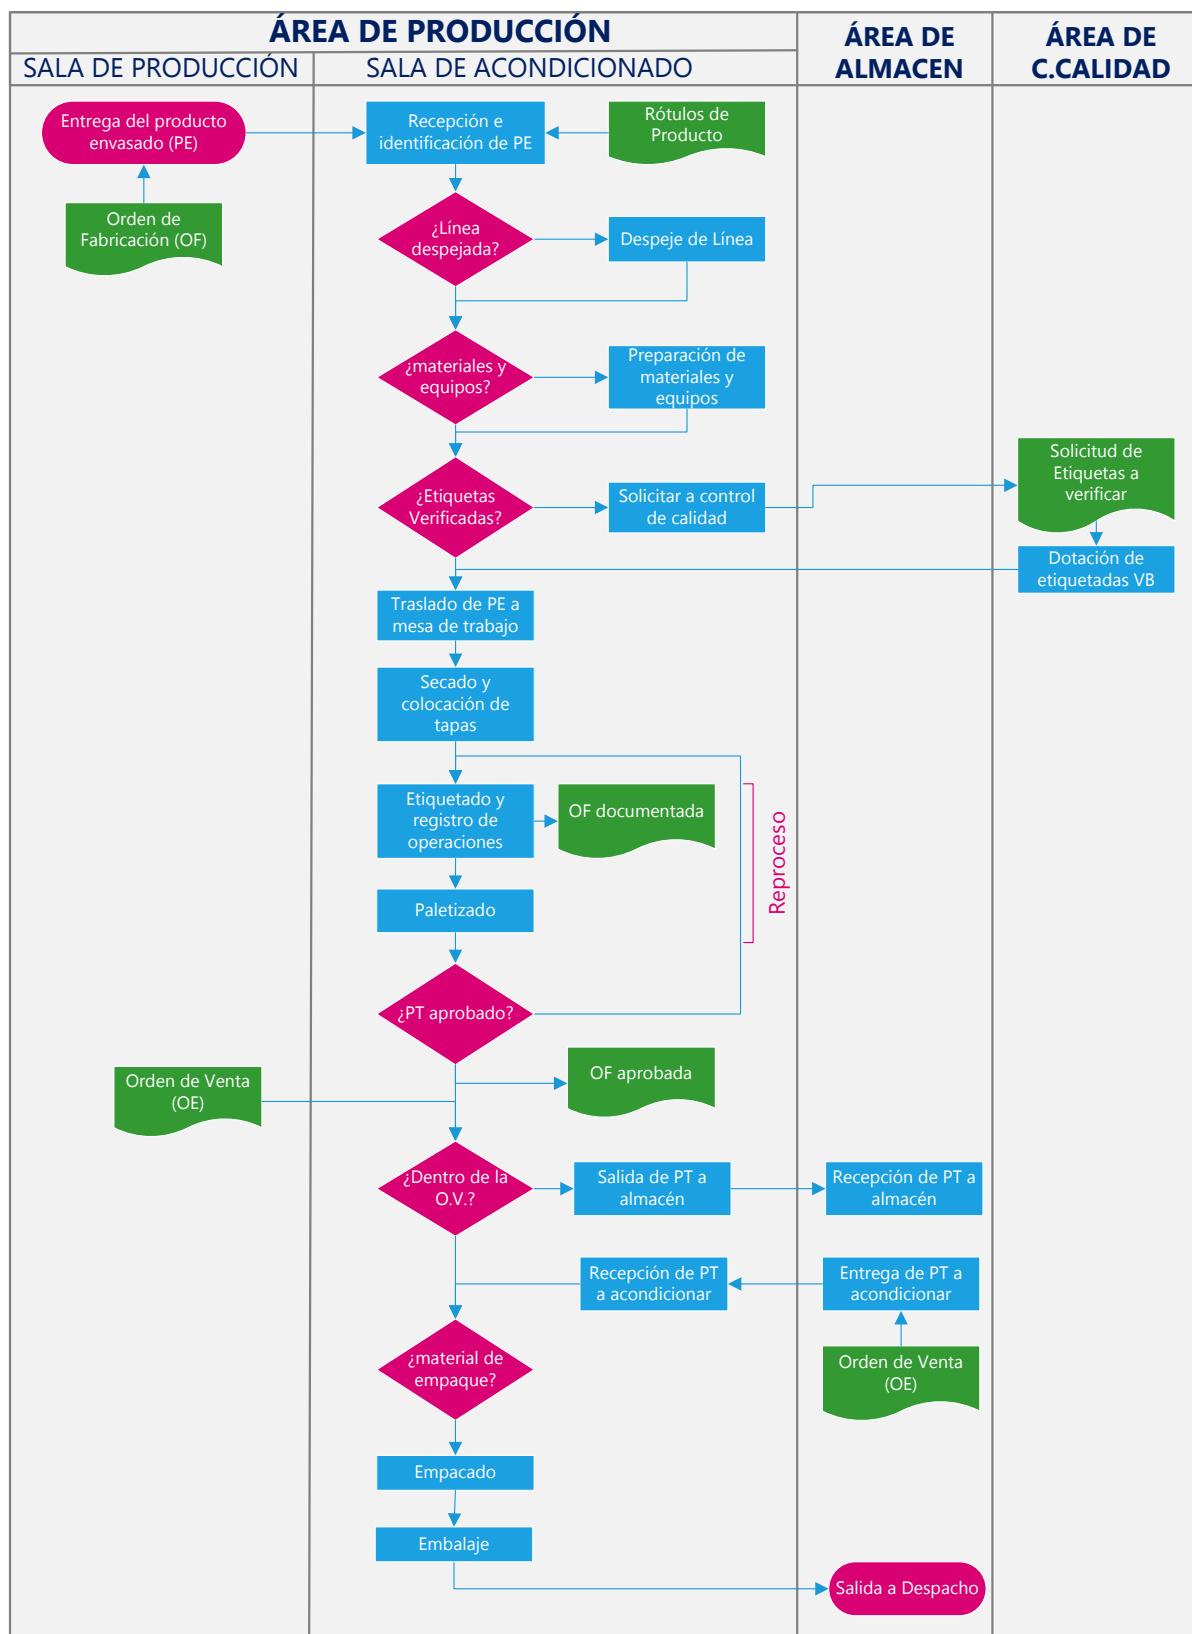 ÁREA DE PRODUCCIÓN
ÁREA DE
ALMACEN
ÁREA DE
C.CALIDAD
SALA DE PRODUCCIÓN
SALA DE ACONDICIONADO
Entrega del producto
envasado (PE)
Recepción e
identificación de PE
Rótulos de
Producto
Orden de
Fabricación (OF)
¿Línea
despejada?
Despeje de Línea
¿materiales y
equipos?
Preparación de
materiales y
equipos
¿Etiquetas
Verificadas?
Solicitar a control
de calidad
Solicitud de
Etiquetas a
verificar
Dotación de
etiquetadas VB
Traslado de PE a
mesa de trabajo
Secado y
colocación de
tapas
Etiquetado y
registro de
operaciones
OF documentada
Reproceso
Paletizado
¿PT aprobado?
OF aprobada
Orden de Venta
(OE)
¿Dentro de la
O.V.?
Salida de PT a
almacén
Recepción de PT a
almacén
Recepción de PT
a acondicionar
Entrega de PT a
acondicionar
¿material de
empaque?
Orden de Venta
(OE)
Empacado
Embalaje
Salida a Despacho